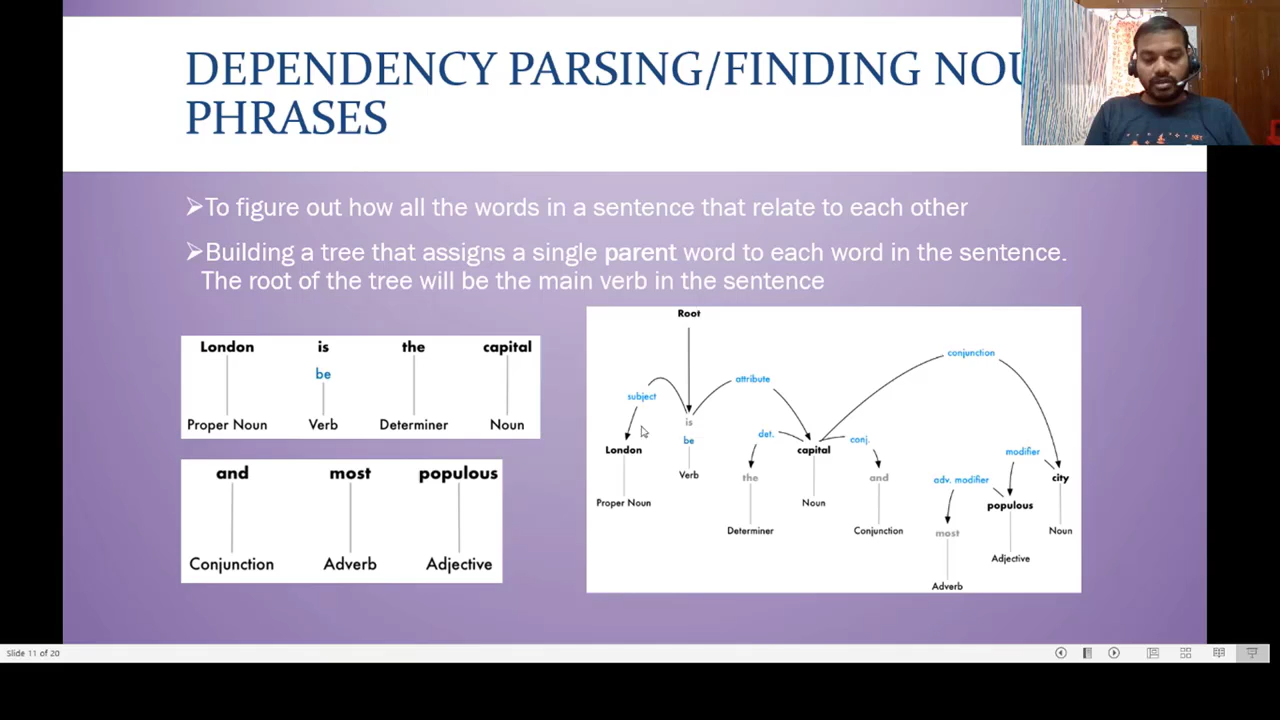 DEPENDENCY PARSING/FINDING NOU
PHRASES
➢To figure out how all the words in a sentence that relate to each other
➢Building a tree that assigns a single parent word to each word in the sentence.
The root of the tree will be the main verb in the sentence
London is the capital
be
Proper Noun Verb Determiner Noun
and most populous
Conjunction Adverb Adjective
Root
conjunction
attribute
subject
is
det.
conj.
be
London
capital
modifier
Verb
the
and
adv. modifier
city
Proper Noun
Noun
populous
Determiner
Conjunction
most
Noun
Adjective
Adverb
Slide 11 of 20